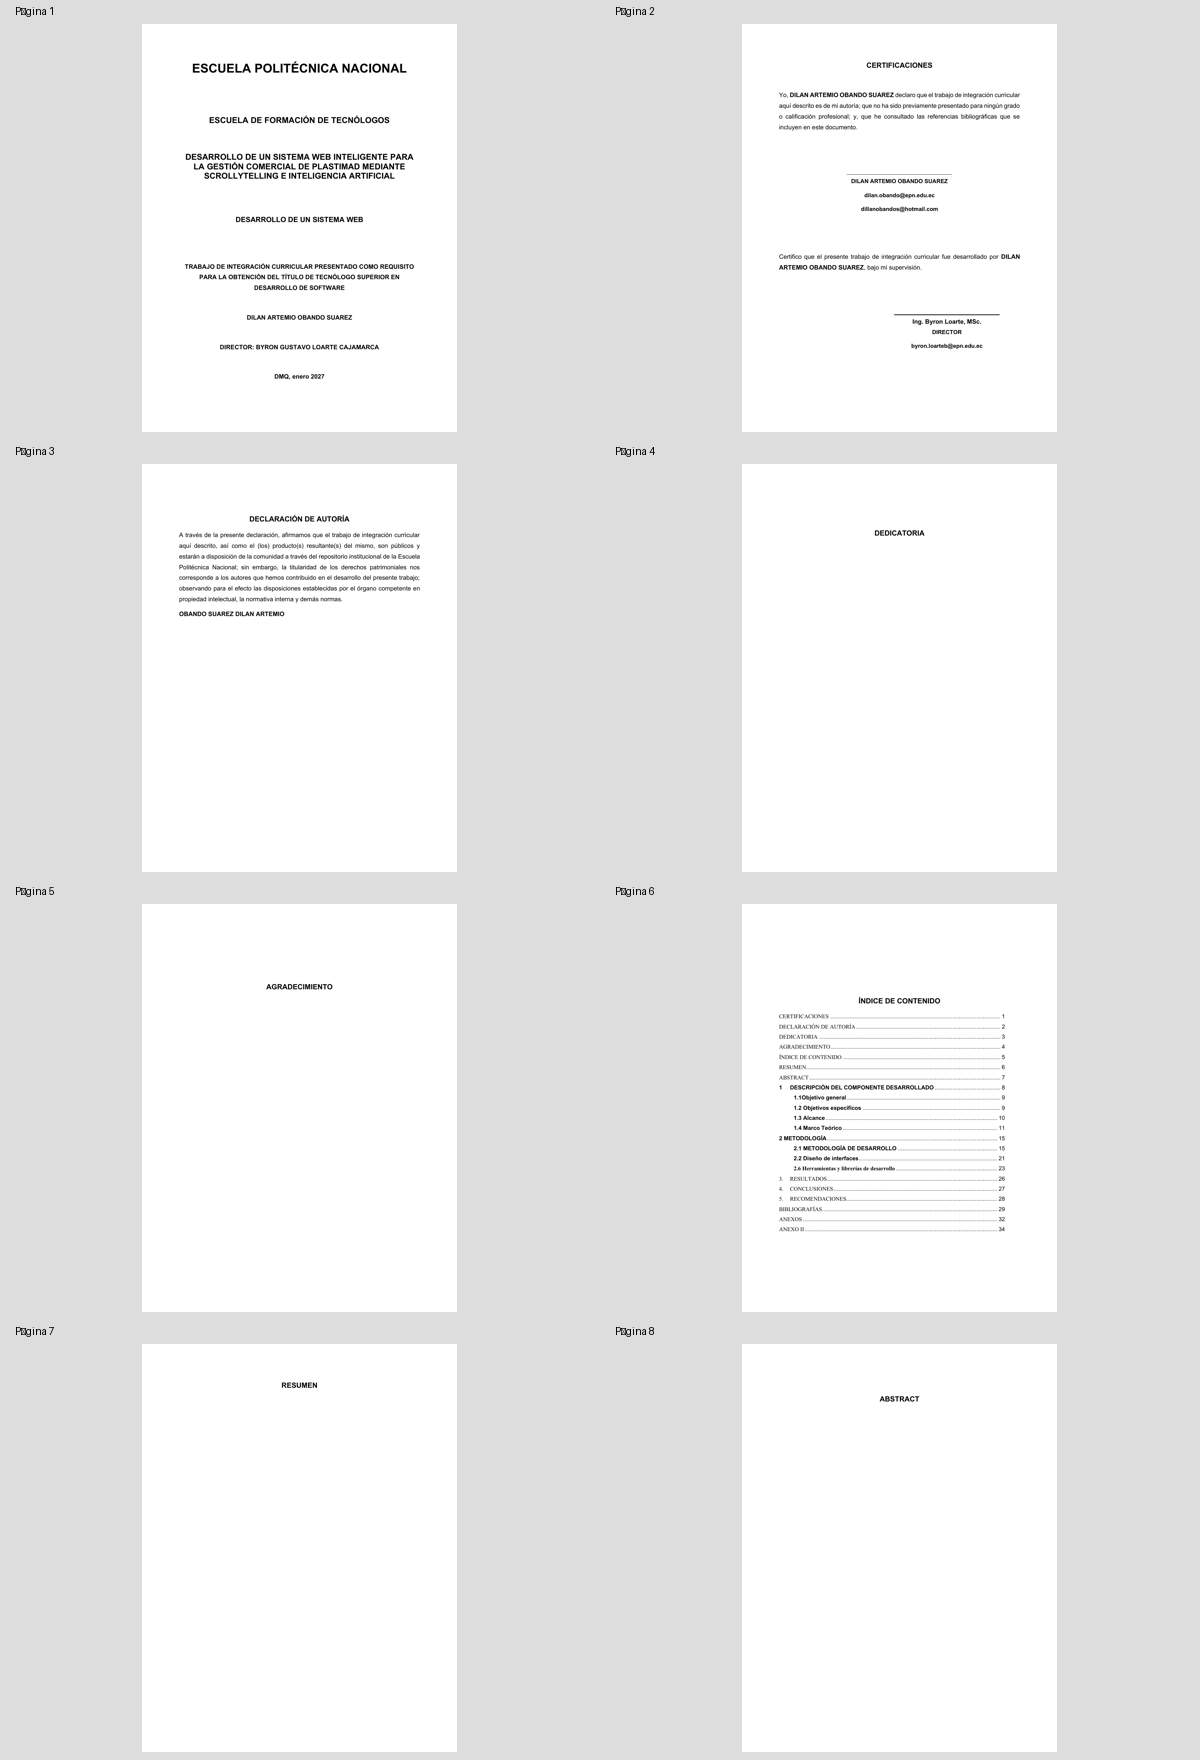 Página 1
ESCUELA POLITÉCNICA NACIONAL
ESCUELA DE FORMACIÓN DE TECNÓLOGOS
DESARROLLO DE UN SISTEMA WEB INTELIGENTE PARA
LA GESTIÓN COMERCIAL DE PLASTIMAD MEDIANTE
SCROLLYTELLING E INTELIGENCIA ARTIFICIAL
DESARROLLO DE UN SISTEMA WEB
TRABAJO DE INTEGRACIÓN CURRICULAR PRESENTADO COMO REQUISITO
PARA LA OBTENCIÓN DEL TÍTULO DE TECNÓLOGO SUPERIOR EN
DESARROLLO DE SOFTWARE
DILAN ARTEMIO OBANDO SUAREZ
DIRECTOR: BYRON GUSTAVO LOARTE CAJAMARCA
DMQ, enero 2027
Página 2
CERTIFICACIONES
Yo, DILAN ARTEMIO OBANDO SUAREZ declaro que el trabajo de integración curricular
aquí descrito es de mi autoría; que no ha sido previamente presentado para ningún grado
o calificación profesional; y, que he consultado las referencias bibliográficas que se
incluyen en este documento.
DILAN ARTEMIO OBANDO SUAREZ
dilan.obando@epn.edu.ec
dillanobandos@hotmail.com
Certifico que el presente trabajo de integración curricular fue desarrollado por DILAN
ARTEMIO OBANDO SUAREZ, bajo mi supervisión.
Ing. Byron Loarte, MSc.
DIRECTOR
byron.loarteb@epn.edu.ec
Página 3
DECLARACIÓN DE AUTORÍA
A través de la presente declaración, afirmamos que el trabajo de integración curricular
aquí descrito, así como el (los) producto(s) resultante(s) del mismo, son públicos y
estarán a disposición de la comunidad a través del repositorio institucional de la Escuela
Politécnica Nacional; sin embargo, la titularidad de los derechos patrimoniales nos
corresponde a los autores que hemos contribuido en el desarrollo del presente trabajo;
observando para el efecto las disposiciones establecidas por el órgano competente en
propiedad intelectual, la normativa interna y demás normas.
OBANDO SUAREZ DILAN ARTEMIO
Página 4
DEDICATORIA
Página 5
AGRADECIMIENTO
Página 6
ÍNDICE DE CONTENIDO
CERTIFICACIONES 1
DECLARACIÓN DE AUTORÍA 2
DEDICATORIA 3
AGRADECIMIENTO 4
ÍNDICE DE CONTENIDO 5
RESUMEN 6
ABSTRACT 7
1 DESCRIPCIÓN DEL COMPONENTE DESARROLLADO 8
1.1Objetivo general 9
1.2 Objetivos específicos 9
1.3 Alcance 10
1.4 Marco Teórico 11
2 METODOLOGÍA 15
2.1 METODOLOGÍA DE DESARROLLO 15
2.2 Diseño de interfaces 21
2.6 Herramientas y librerías de desarrollo 23
3. RESULTADOS 26
4. CONCLUSIONES 27
5. RECOMENDACIONES 28
BIBLIOGRAFÍAS 29
ANEXOS 32
ANEXO II 34
Página 7
RESUMEN
Página 8
ABSTRACT